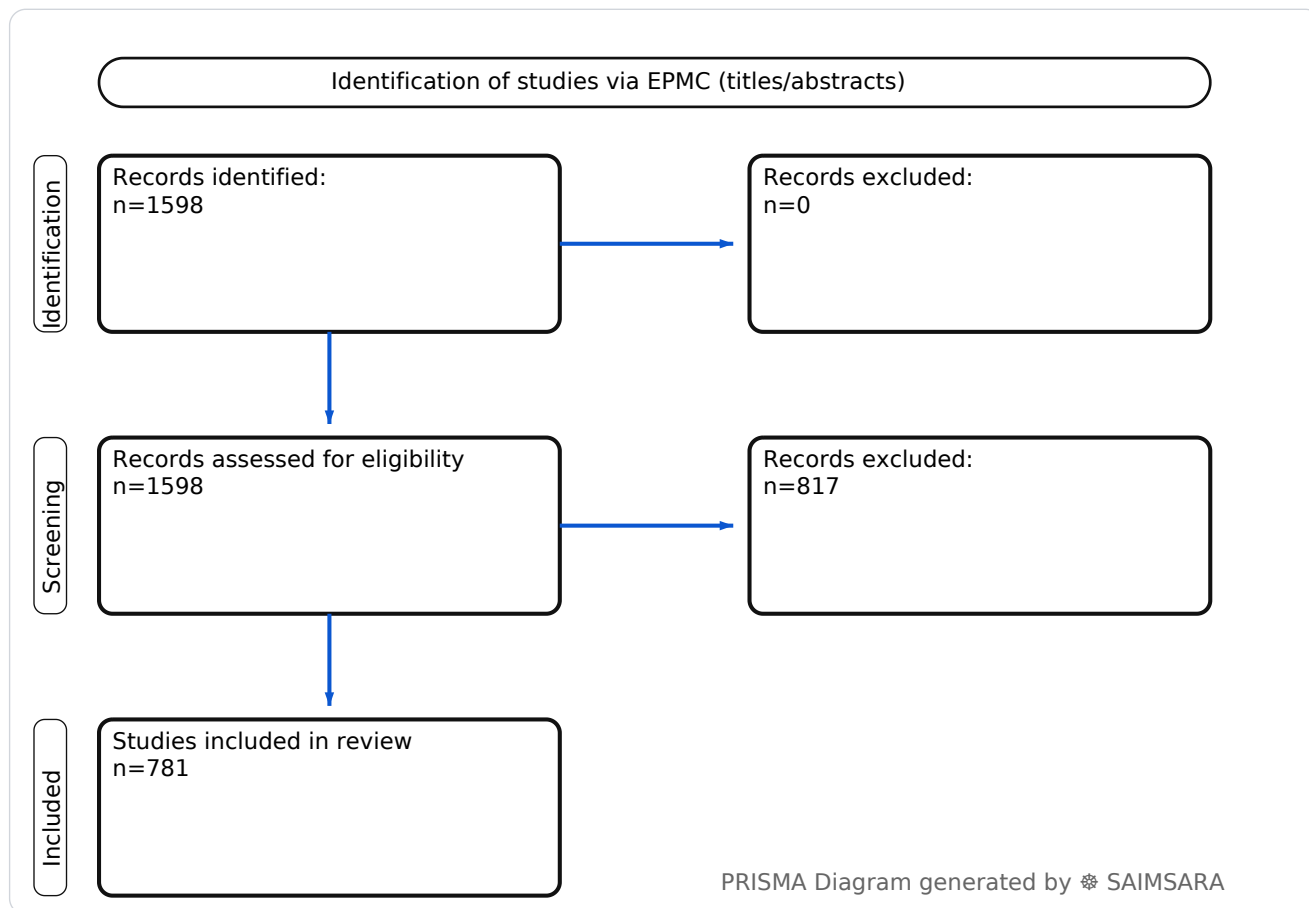 Identification of studies via EPMC (titles/abstracts)
Identification
Records identified:
n=1598
Records excluded:
n=0
Screening
Records assessed for eligibility
n=1598
Records excluded:
n=817
Included
Studies included in review
n=781
PRISMA Diagram generated by ☸ SAIMSARA